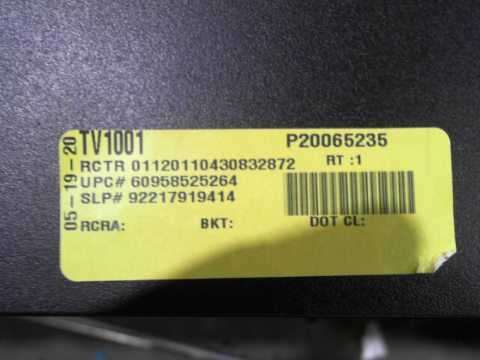 05-19-20
TV1001 P20065235
RCTR 01120110430832872 RT :1
UPC# 60958525264
SLP# 92217919414
RCRA: BKT: DOT CL: